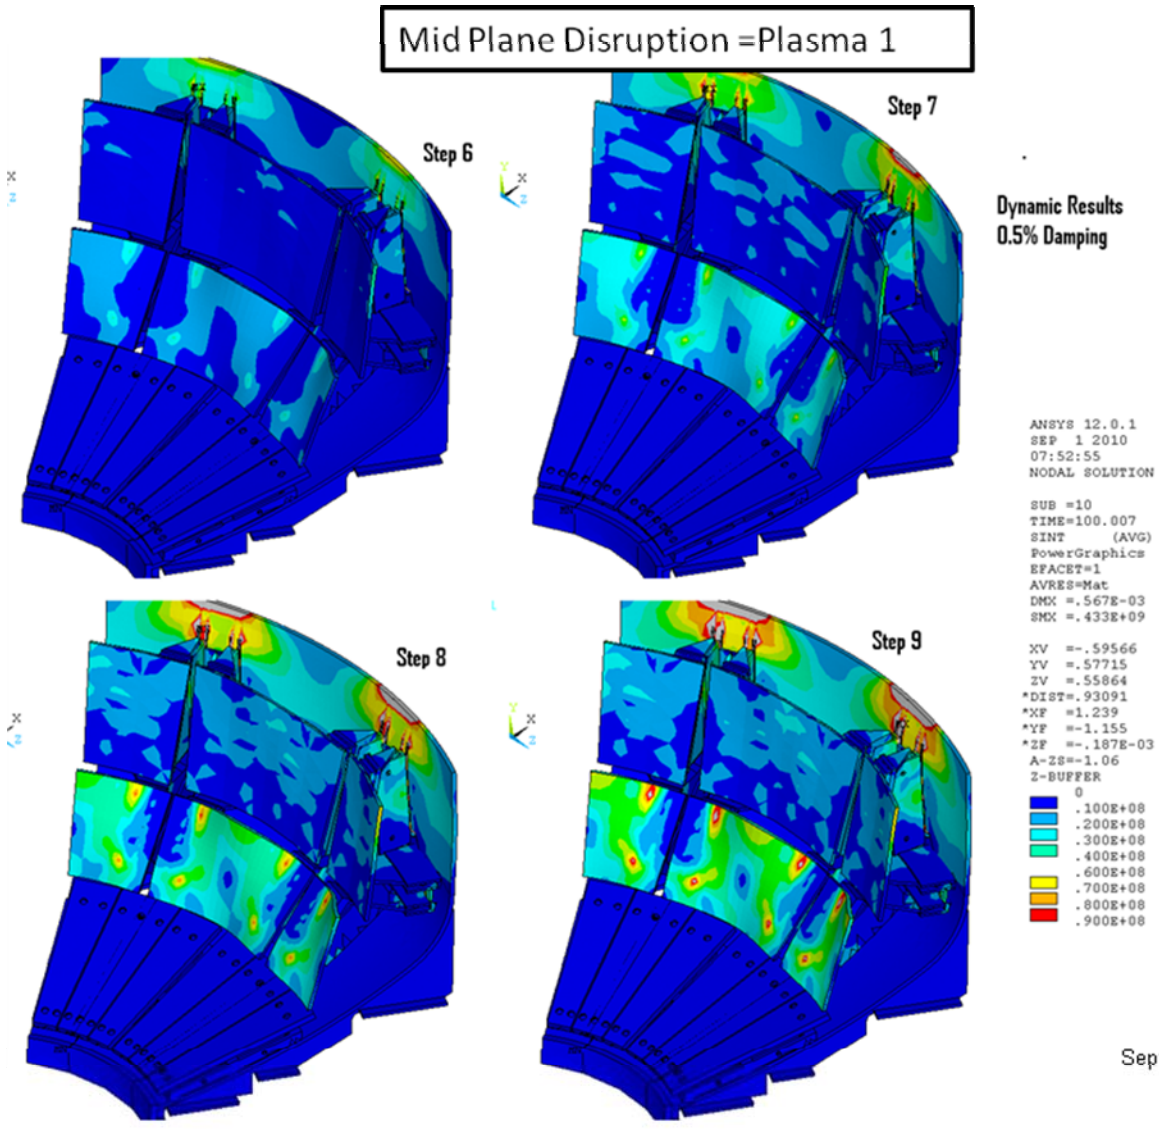 Mid Plane Disruption =Plasma 1
Step 6
Step 7
Dynamic Results
0.5% Damping
ANSYS 12.0.1
SEP 1 2010
07:52:55
NODAL SOLUTION
SUB =10
TIME=100.007
SINT (AVG)
PowerGraphics
EFACET=1
AVRES=Mat
DMX =.567E-03
SMX =.433E+09
XV =-.59566
YV =.57715
ZV =.55864
*DIST=.93091
*XF =1.239
*YF =-1.155
*ZF =-.187E-03
A-ZS=-1.06
Z-BUFFER
0
.100E+08
.200E+08
.300E+08
.400E+08
.600E+08
.700E+08
.800E+08
.900E+08
Step 8
Step 9
Sep